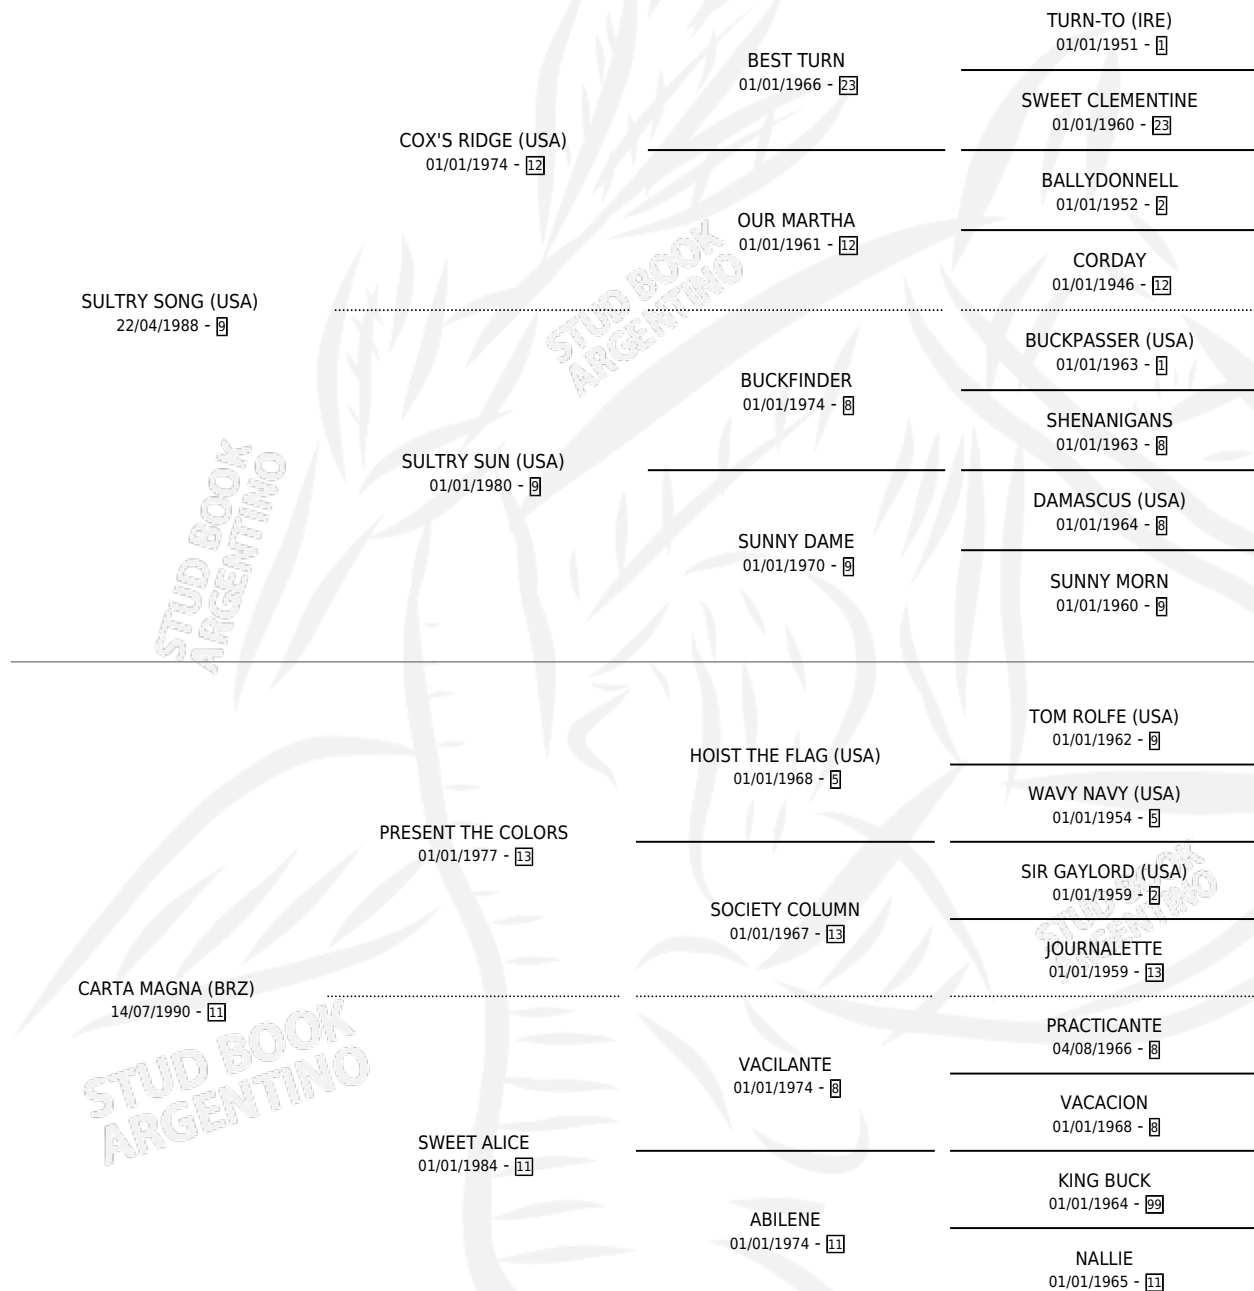 TURN-TO (IRE)
01/01/1951 - 1
BEST TURN
01/01/1966 - 23
SWEET CLEMENTINE
01/01/1960 - 23
COX'S RIDGE (USA)
01/01/1974 - 12
BALLYDONNELL
01/01/1952 - 2
OUR MARTHA
01/01/1961 - 12
CORDAY
01/01/1946 - 12
SULTRY SONG (USA)
22/04/1988 - 9
BUCKPASSER (USA)
01/01/1963 - 1
BUCKFINDER
01/01/1974 - 8
SHENANIGANS
01/01/1963 - 8
SULTRY SUN (USA)
01/01/1980 - 9
DAMASCUS (USA)
01/01/1964 - 8
SUNNY DAME
01/01/1970 - 9
SUNNY MORN
01/01/1960 - 9
TOM ROLFE (USA)
01/01/1962 - 9
HOIST THE FLAG (USA)
01/01/1968 - 5
WAVY NAVY (USA)
01/01/1954 - 5
PRESENT THE COLORS
01/01/1977 - 13
SIR GAYLORD (USA)
01/01/1959 - 2
SOCIETY COLUMN
01/01/1967 - 13
JOURNALETTE
01/01/1959 - 13
CARTA MAGNA (BRZ)
14/07/1990 - 11
PRACTICANTE
04/08/1966 - 8
VACILANTE
01/01/1974 - 8
VACACION
01/01/1968 - 8
SWEET ALICE
01/01/1984 - 11
KING BUCK
01/01/1964 - 99
ABILENE
01/01/1974 - 11
NALLIE
01/01/1965 - 11
STUD BOOK
ARGENTINO
STUD BOOK
ARGENTINO
STUD BOOK
ARGENTINO
STUD BOOK
ARGENTINO